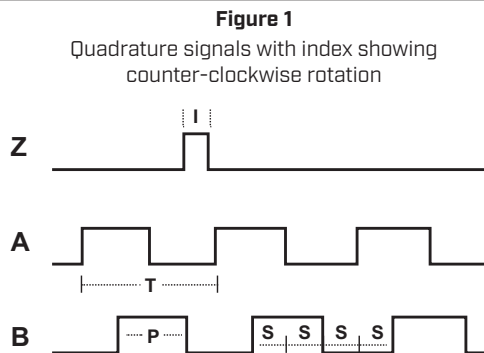 Figure 1
Quadrature signals with index showing
counter-clockwise rotation
I
Z
A
T
B
P
S S S S